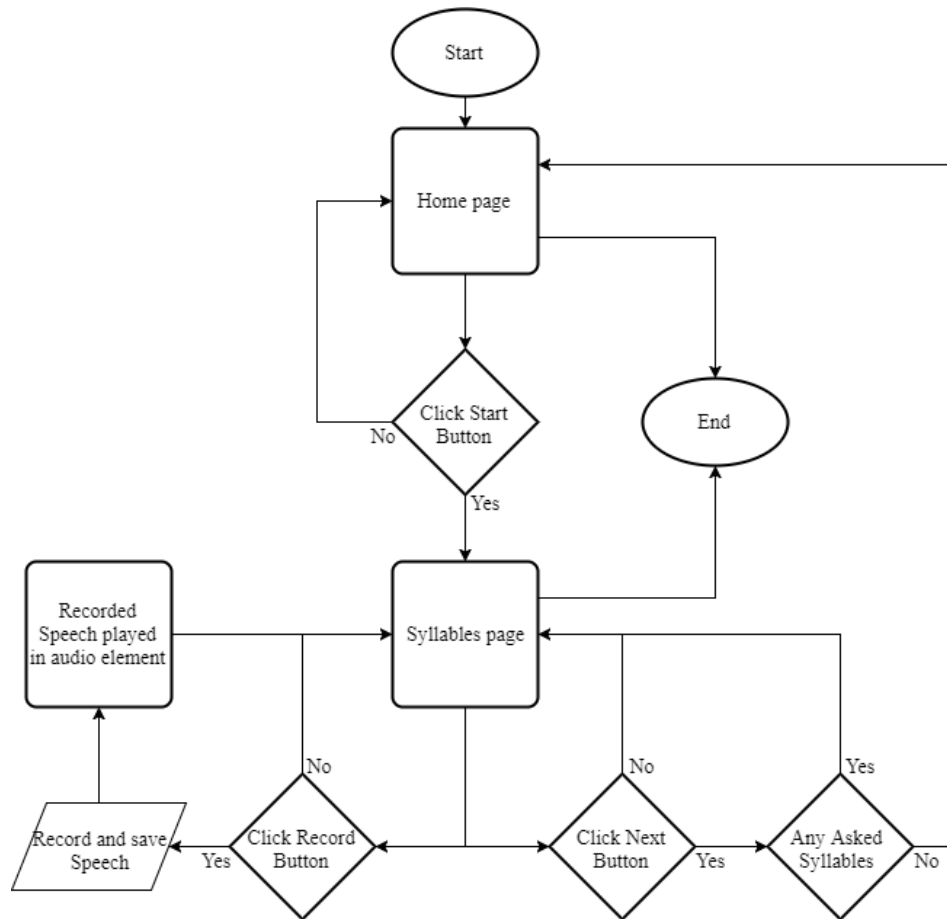 Start
Home page
Click Start
Button
No
Yes
End
Recorded
Speech played
in audio element
Syllables page
No
No
Yes
Record and save
Speech
Yes
Click Record
Button
Click Next
Button
Yes
Any Asked
Syllables
No